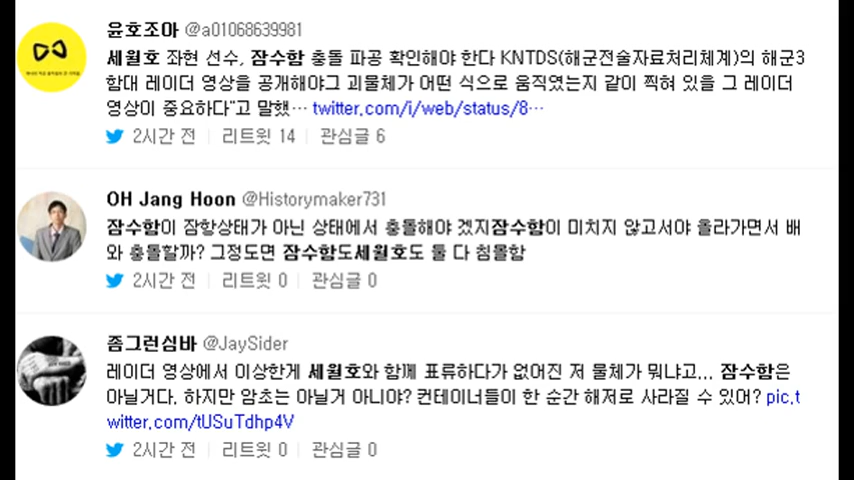 윤호조아 @a01068639981
세월호 좌현 선수, 잠수함 충돌 파공 확인해야 한다 KNTDS(해군전술자료처리체계)의 해군3
함대 레이더 영상을 공개해야그 괴물체가 어떤 식으로 움직였는지 같이 찍혀 있을 그 레이더
영상이 중요하다"고 말했… twitter.com/i/web/status/8…
2시간 전 | 리트윗 14 | 관심글 6
OH Jang Hoon @Historymaker731
잠수함이 잠항상태가 아닌 상태에서 충돌해야 겠지잠수함이 미치지 않고서야 올라가면서 배
와 충돌할까? 그정도면 잠수함도세월호도 둘 다 침몰함
2시간 전 | 리트윗 0 | 관심글 0
좀그런심바 @JaySider
레이더 영상에서 이상한게 세월호와 함께 표류하다가 없어진 저 물체가 뭐냐고... 잠수함은
아닐거다. 하지만 암초는 아닐거 아니야? 컨테이너들이 한 순간 해저로 사라질 수 있어? pic.t
witter.com/tUSuTdhp4V
2시간 전 | 리트윗 0 | 관심글 0